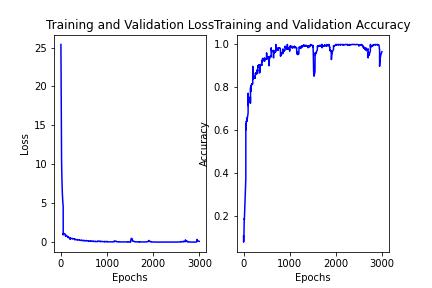 Training and Validation Loss
Loss
25
20
15
10
5
0
0 1000 2000 3000
Epochs
Training and Validation Accuracy
Accuracy
1.0
0.8
0.6
0.4
0.2
0 1000 2000 3000
Epochs